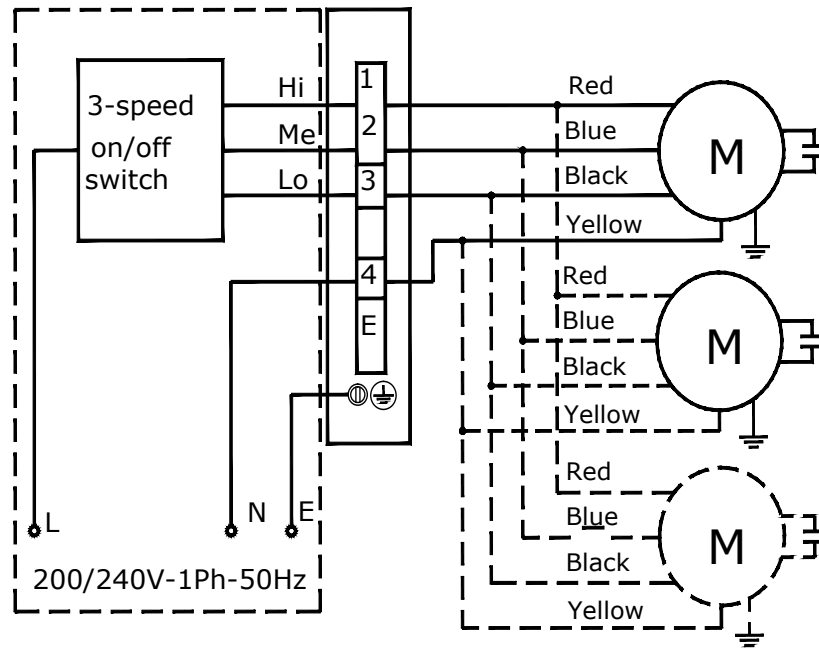 3-speed
on/off
switch
Hi
Me
Lo
1
2
3
4
E
Red
Blue
Black
Yellow
M
Red
Blue
Black
Yellow
M
Red
Blue
Black
Yellow
M
L
N
E
200/240V-1Ph-50Hz